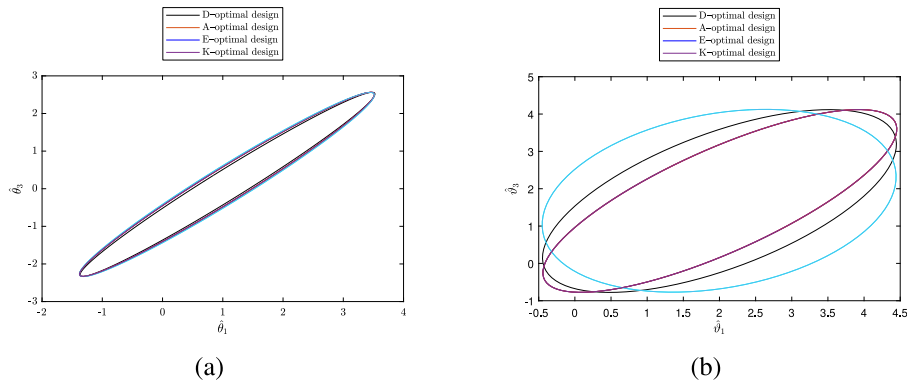 D-optimal design
A-optimal design
E-optimal design
K-optimal design
3
2
1
0
-1
-2
-3
θ̂₃
-2
-1
0
1
2
3
4
θ̂₁
(a)
D-optimal design
A-optimal design
E-optimal design
K-optimal design
5
4
3
2
1
0
-1
ϑ̂₃
-0.5
0
0.5
1
1.5
2
2.5
3
3.5
4
4.5
ϑ̂₁
(b)